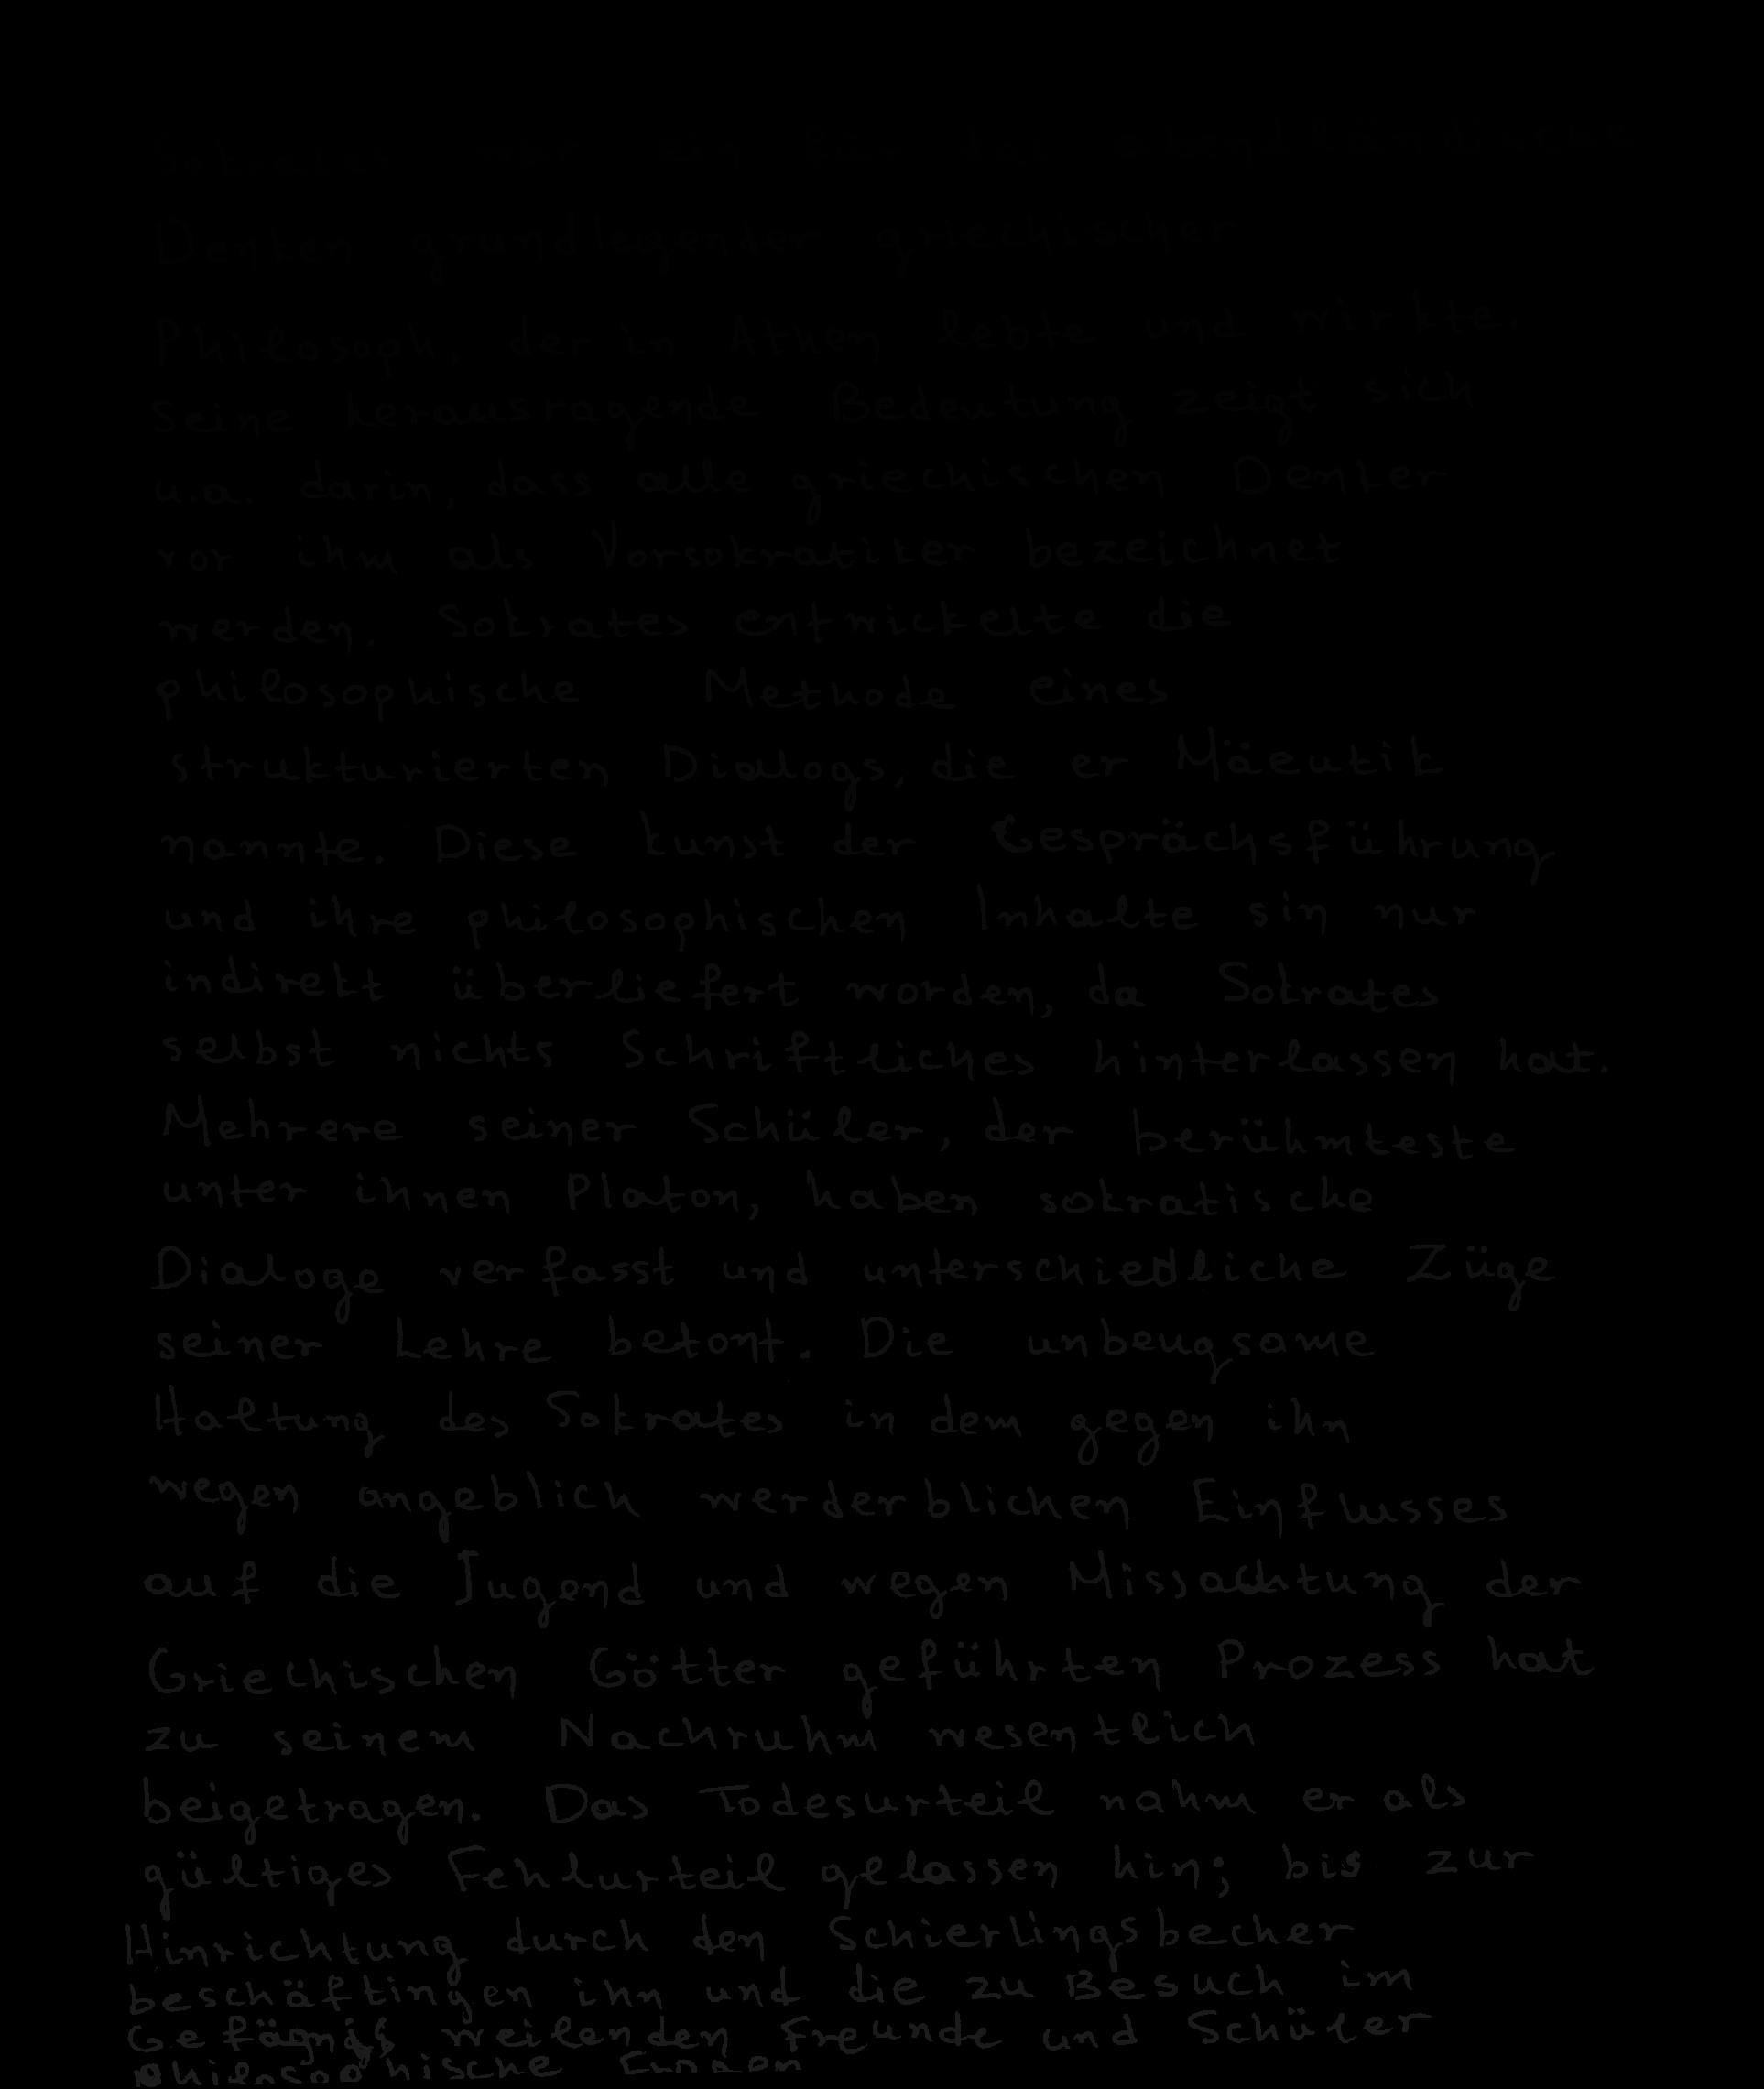 Denken grundlegender griechischer
Philosoph, der in Athen lebte und wirkte.
Seine herausragende Bedeutung zeigt sich
u.a. darin, dass alle griechischen Denker
vor ihm als Vorsokratiker bezeichnet
werden. Sokrates entwickelte die
philosophische Methode eines
strukturierten Dialogs, die er Mäeutik
nannte. Diese kunst der Gesprächsführung
und ihre philosophischen Inhalte sin nur
indirekt überliefert worden, da Sokrates
selbst nichts Schriftliches hinterlassen hat.
Mehrere seiner Schüler, der berühmteste
unter ihnen Platon, haben sokratische
Dialoge verfasst und unterschiedliche Züge
seiner Lehre betont. Die unbeugsame
Haltung des Sokrates in dem gegen ihn
wegen angeblich werderblichen Einflusses
auf die Jugend und wegen Missachtung der
Griechischen Götter geführten Prozess hat
zu seinem Nachruhm wesentlich
beigetragen. Das Todesurteil nahm er als
gültiges Fehlurteil gelassen hin; bis zur
Hinrichtung durch den Schierlingsbecher
beschäftingen ihn und die zu Besuch im
weilenden Freunde und Schüler